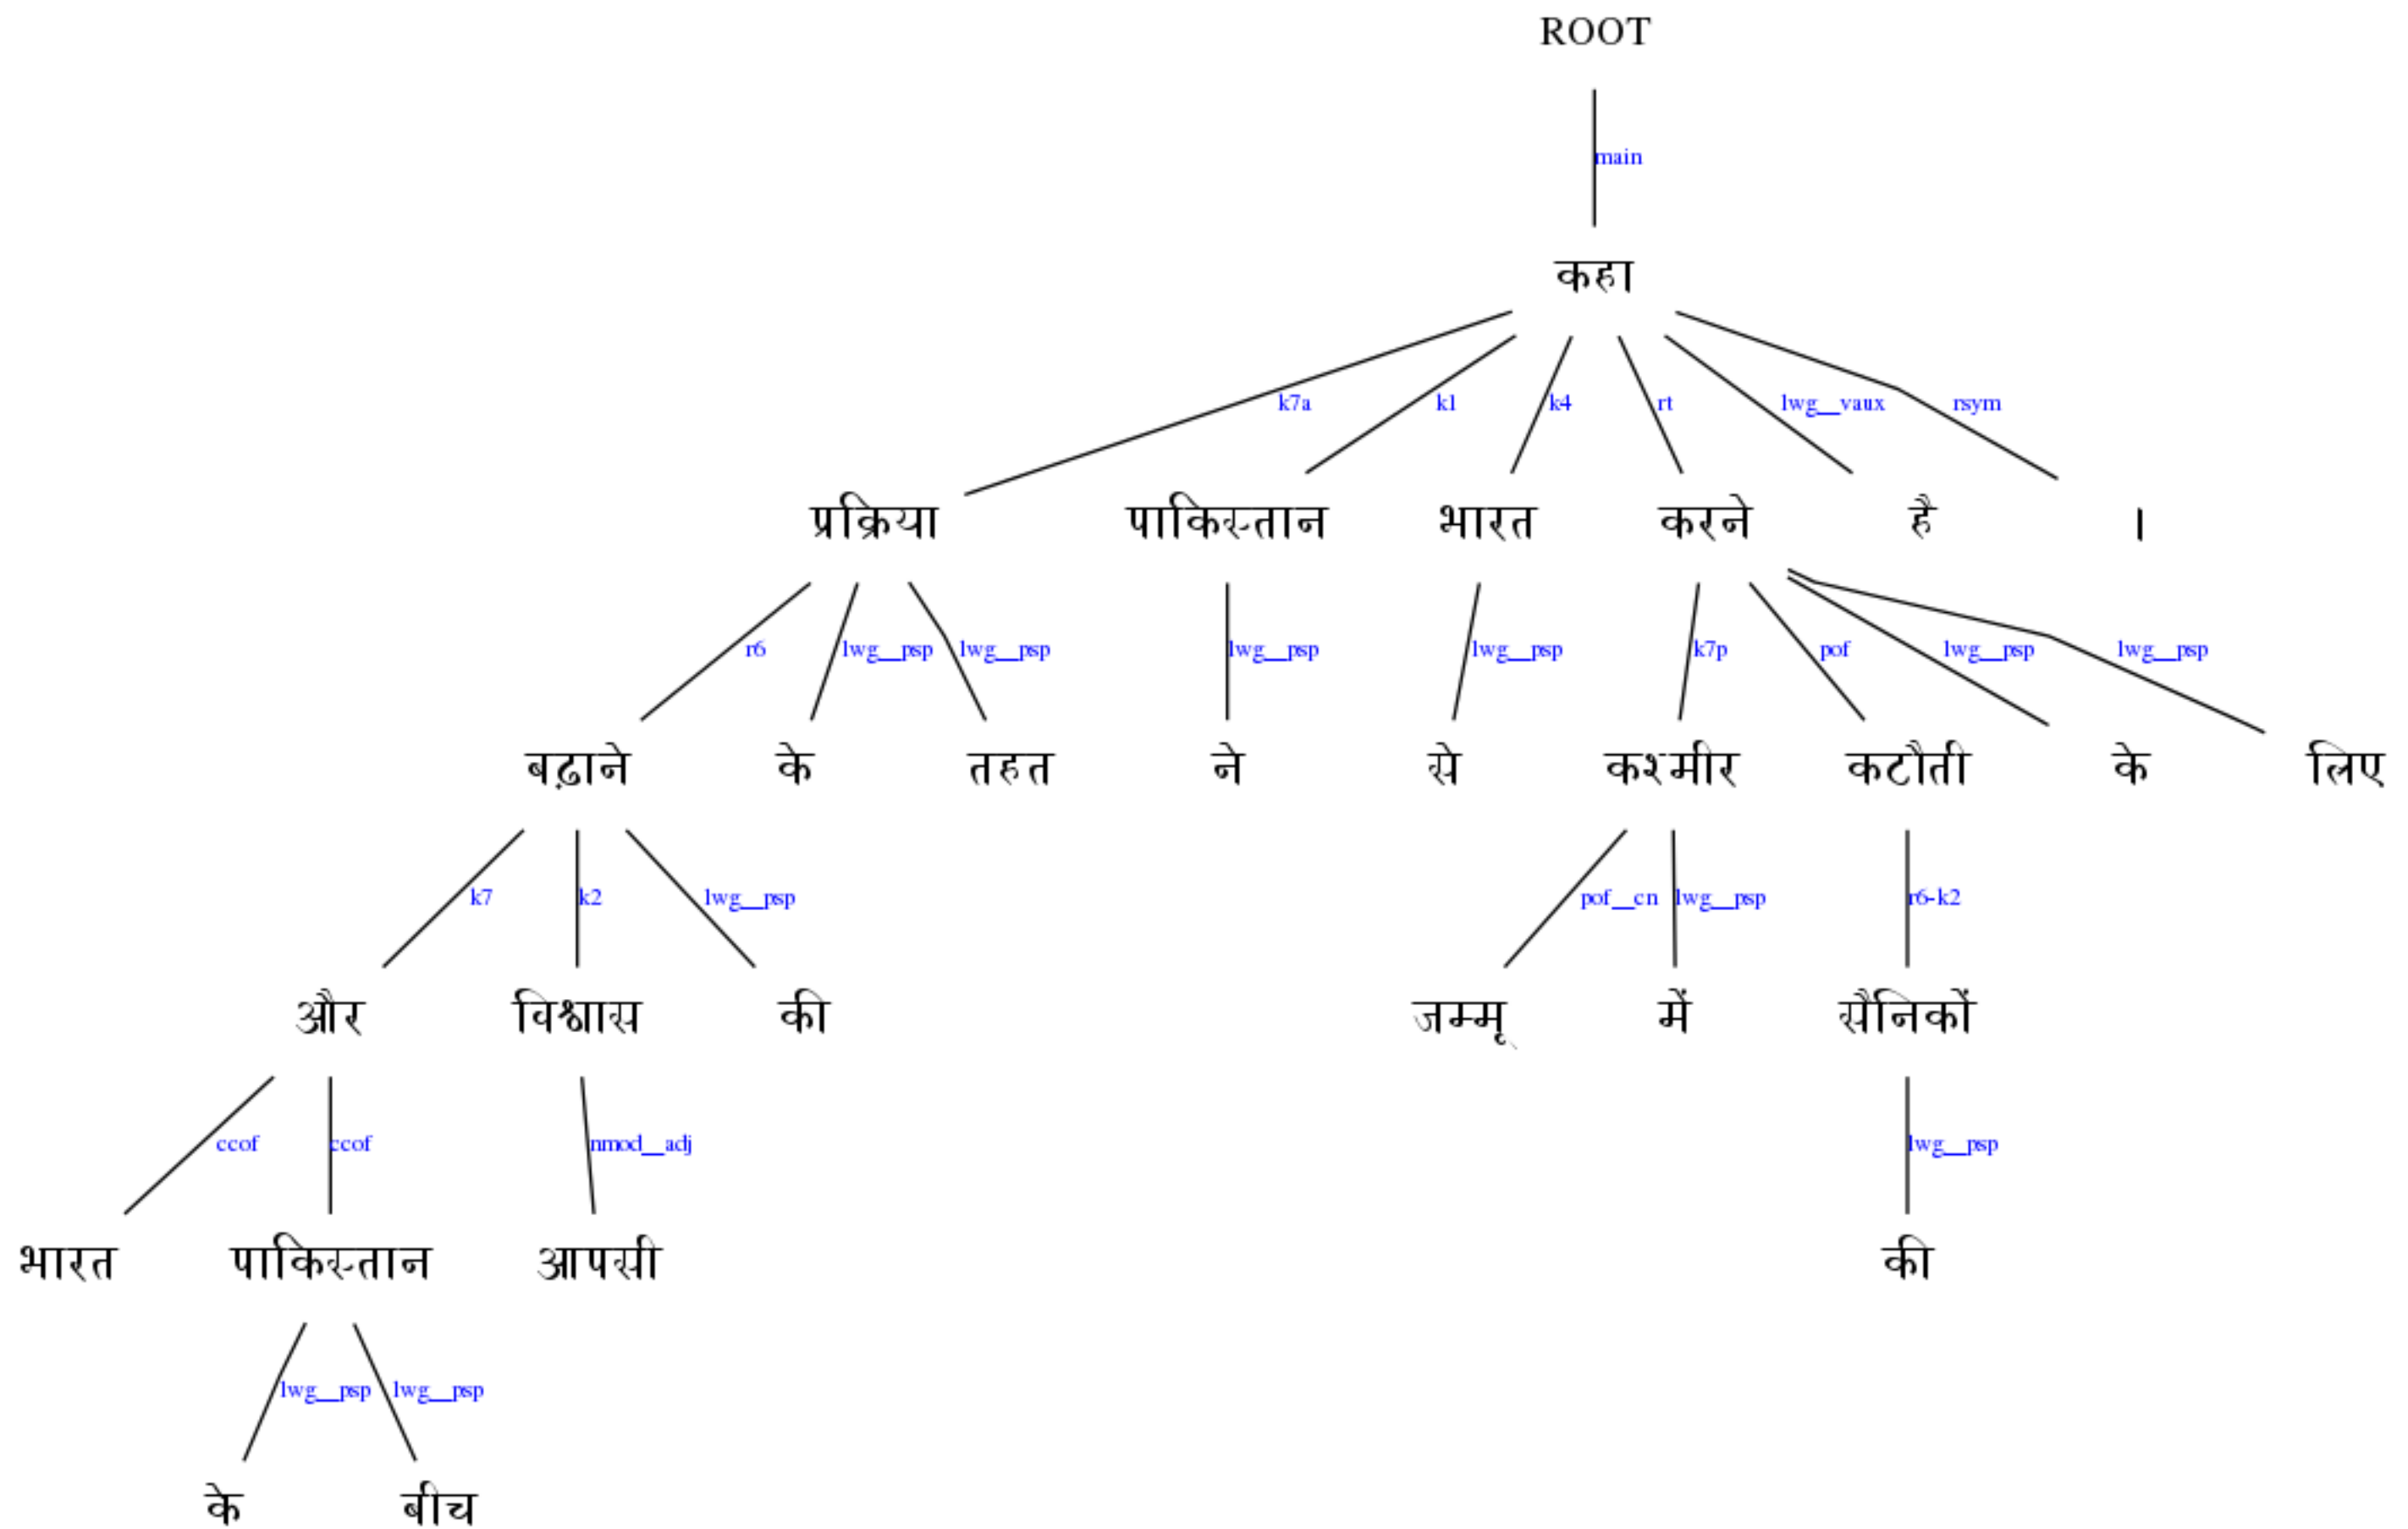 ROOT
main
कहा
k7a k1 k4 rt lwg__vaux rsym
प्रक्रिया पाकिस्तान भारत करने है ।
r6 lwg__psp lwg__psp lwg__psp lwg__psp k7p pof lwg__psp lwg__psp
बढ़ाने के तहत ने से कश्मीर कटौती के लिए
k7 k2 lwg__psp pof__cn lwg__psp r6-k2
और विश्वास की जम्मू में सैनिकों
ccof ccof nmod__adj lwg__psp
भारत पाकिस्तान आपसी की
lwg__psp lwg__psp
के बीच